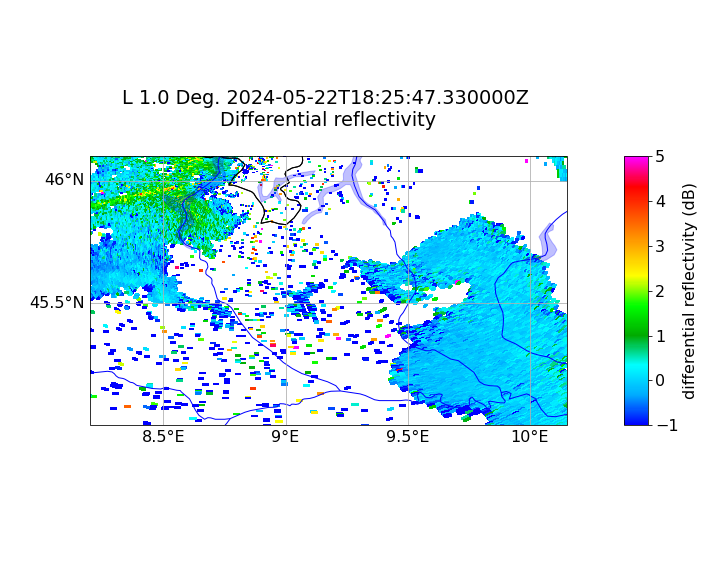 L 1.0 Deg. 2024-05-22T18:25:47.330000Z
Differential reflectivity
46°N
45.5°N
8.5°E
9°E
9.5°E
10°E
5
4
3
2
1
0
−1
differential reflectivity (dB)